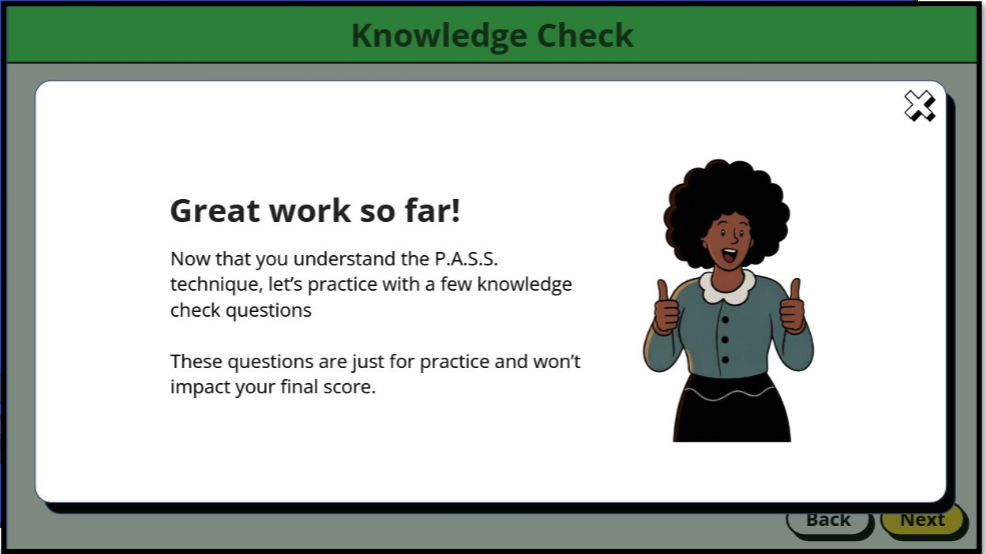 Knowledge Check
Great work so far!
Now that you understand the P.A.S.S.
technique, let's practice with a few knowledge
check questions
These questions are just for practice and won't
impact your final score.
Back
Next